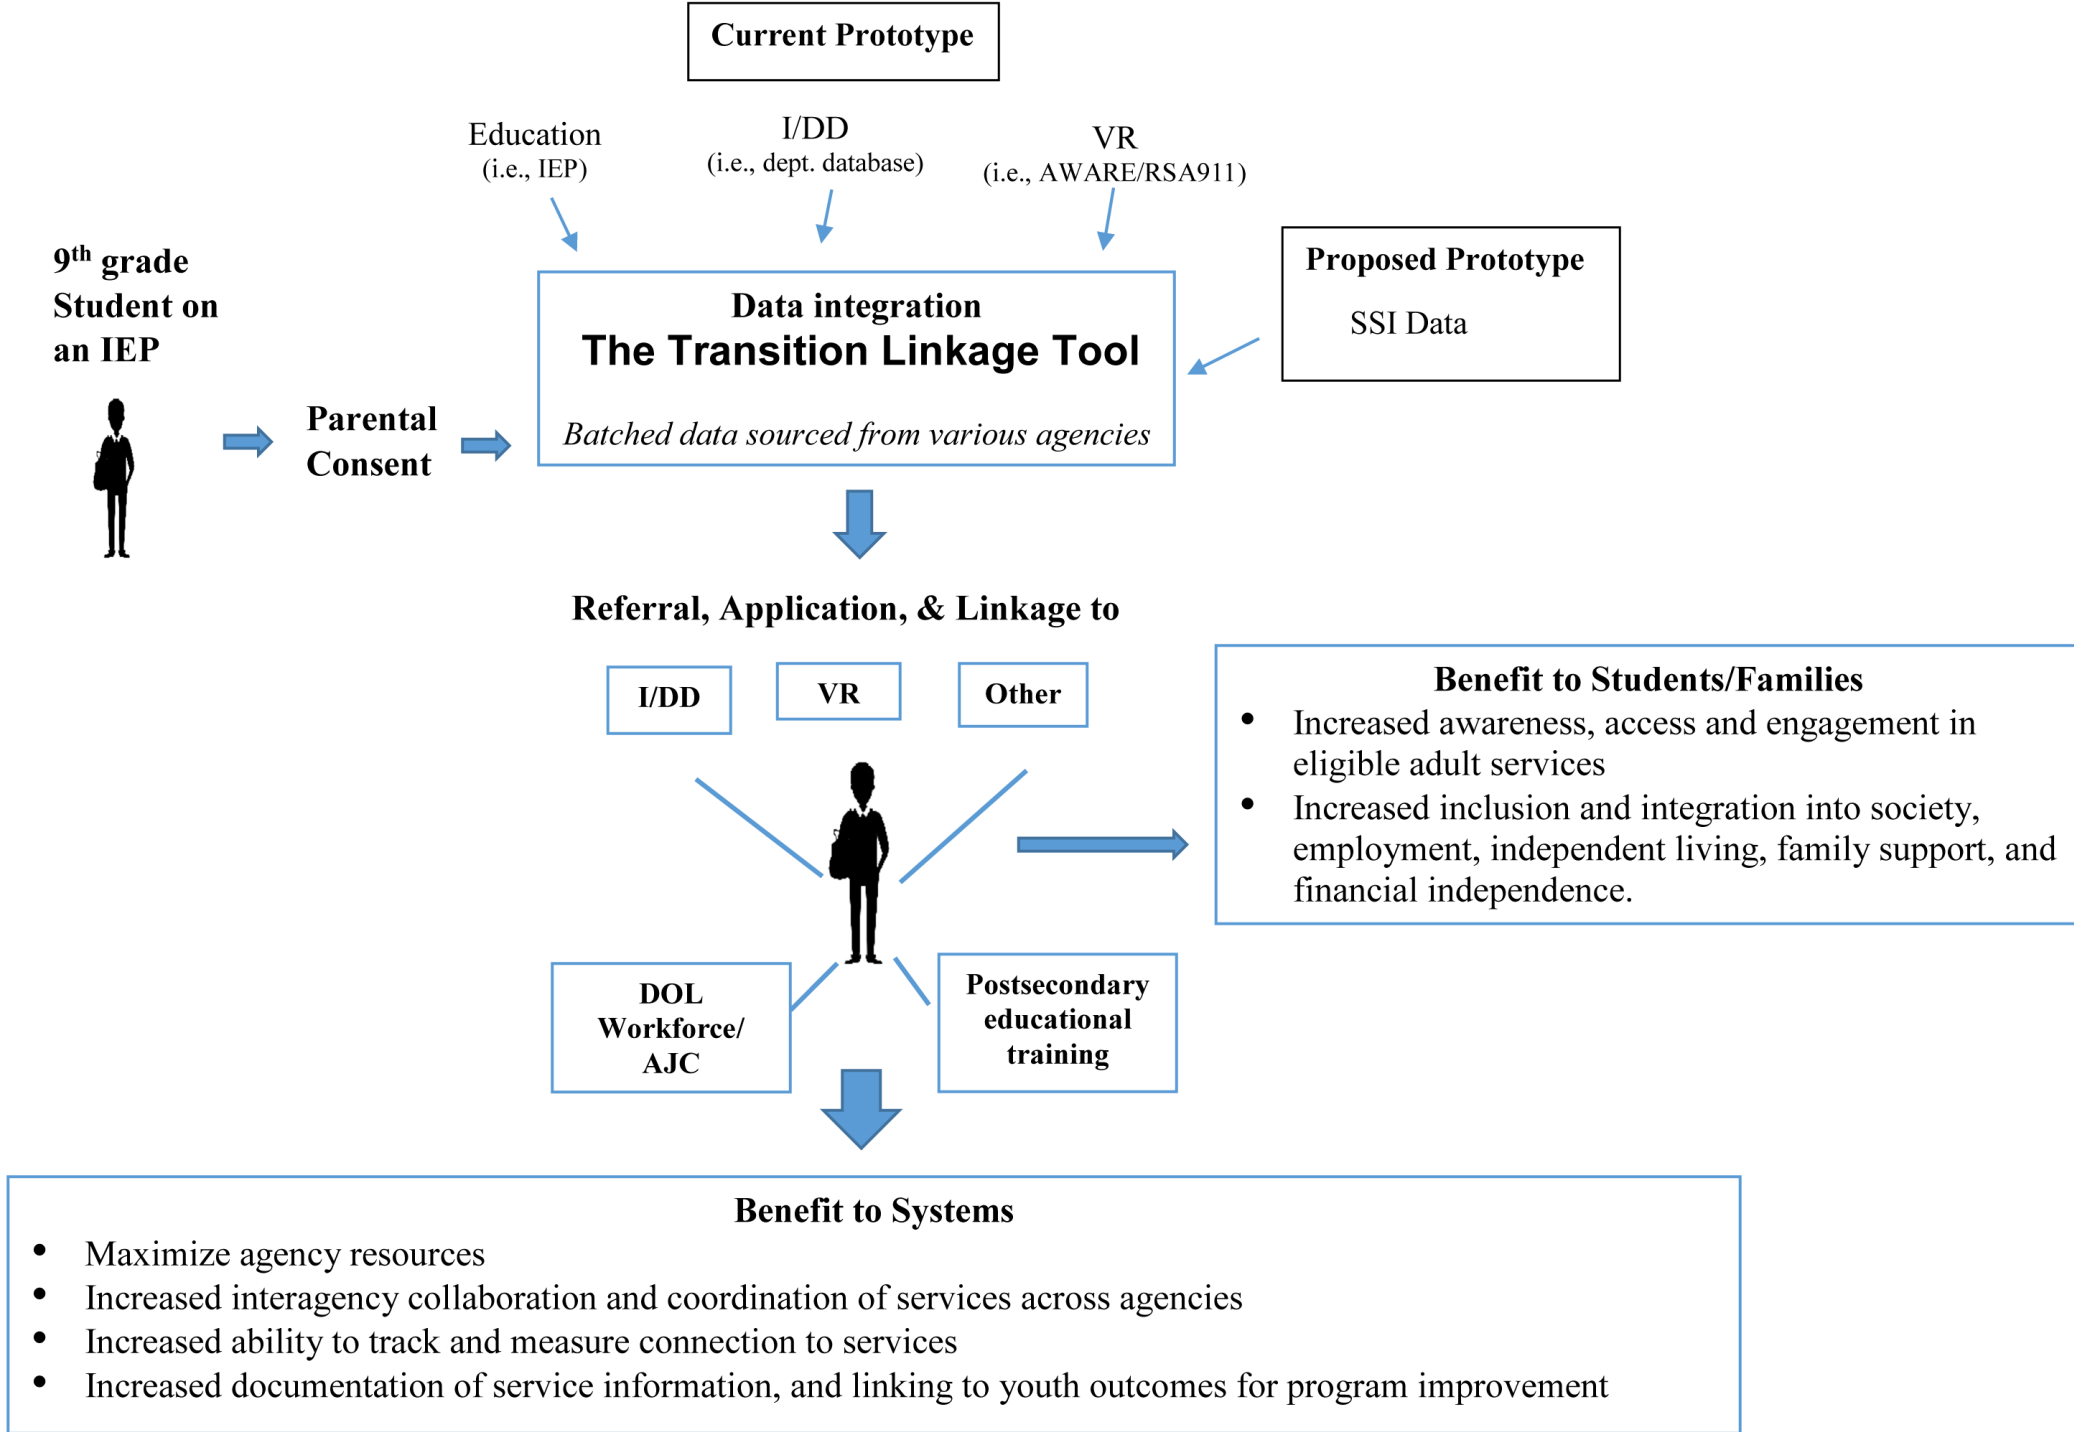 Current Prototype
Education
(i.e., IEP)
I/DD
(i.e., dept. database)
VR
(i.e., AWARE/RSA911)
9th grade
Student on
an IEP
Parental
Consent
Data integration
The Transition Linkage Tool
Batched data sourced from various agencies
Proposed Prototype
SSI Data
Referral, Application, & Linkage to
I/DD
VR
Other
Benefit to Students/Families
• Increased awareness, access and engagement in
eligible adult services
• Increased inclusion and integration into society,
employment, independent living, family support, and
financial independence.
DOL
Workforce/
AJC
Postsecondary
educational
training
Benefit to Systems
• Maximize agency resources
• Increased interagency collaboration and coordination of services across agencies
• Increased ability to track and measure connection to services
• Increased documentation of service information, and linking to youth outcomes for program improvement